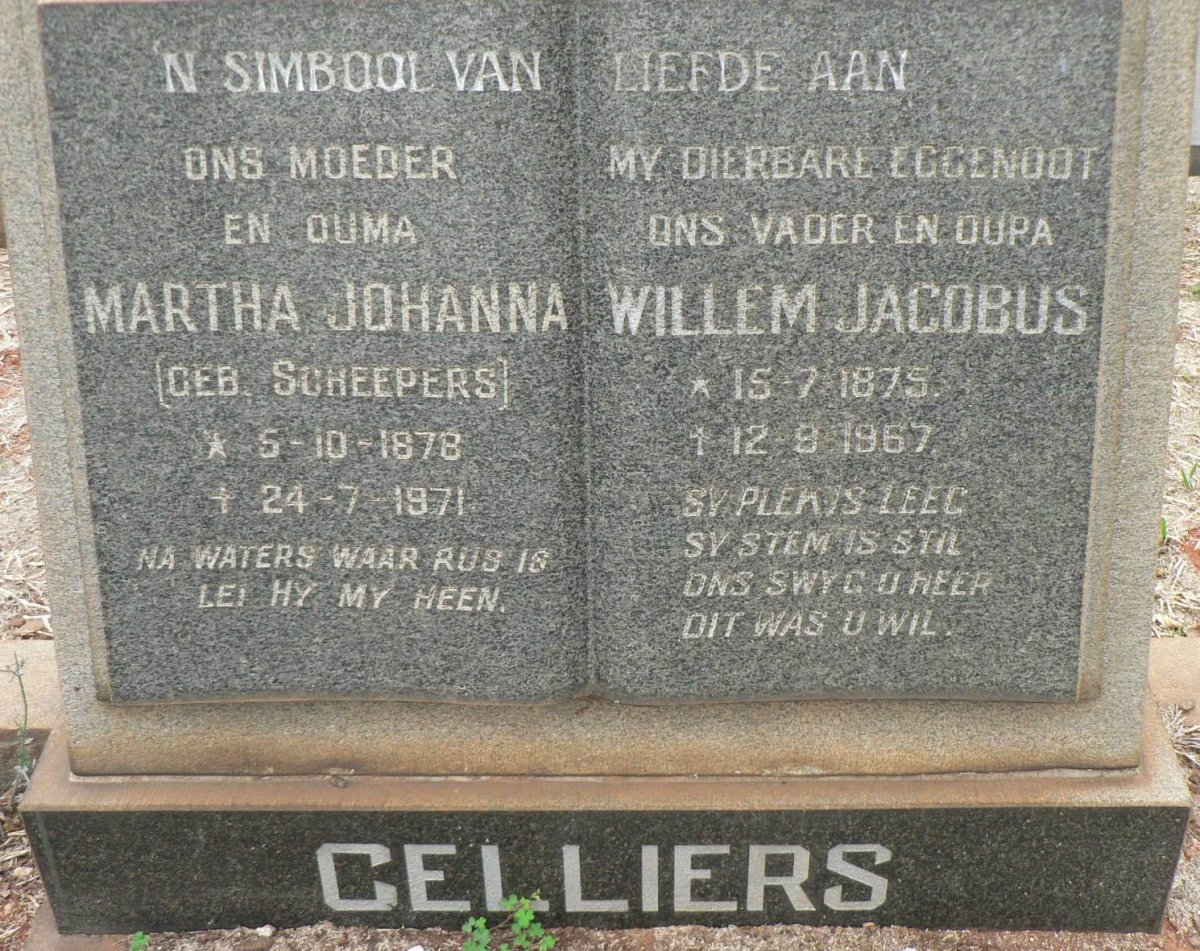 'N SIMBOOL VAN LIEFDE AAN
ONS MOEDER
EN OUMA
MARTHA JOHANNA
[GEB. SCHEEPERS]
* 5-10-1878
† 24-7-1971
NA WATERS WAAR RUS IS
LEI HY MY HEEN.
MY DIERBARE EGGENOOT
ONS VADER EN OUPA
WILLEM JACOBUS
* 15-7-1875.
† 12-9-1967.
SY PLEK IS LEEG
SY STEM IS STIL
ONS SWYG O HEER
DIT WAS U WIL.
CELLIERS